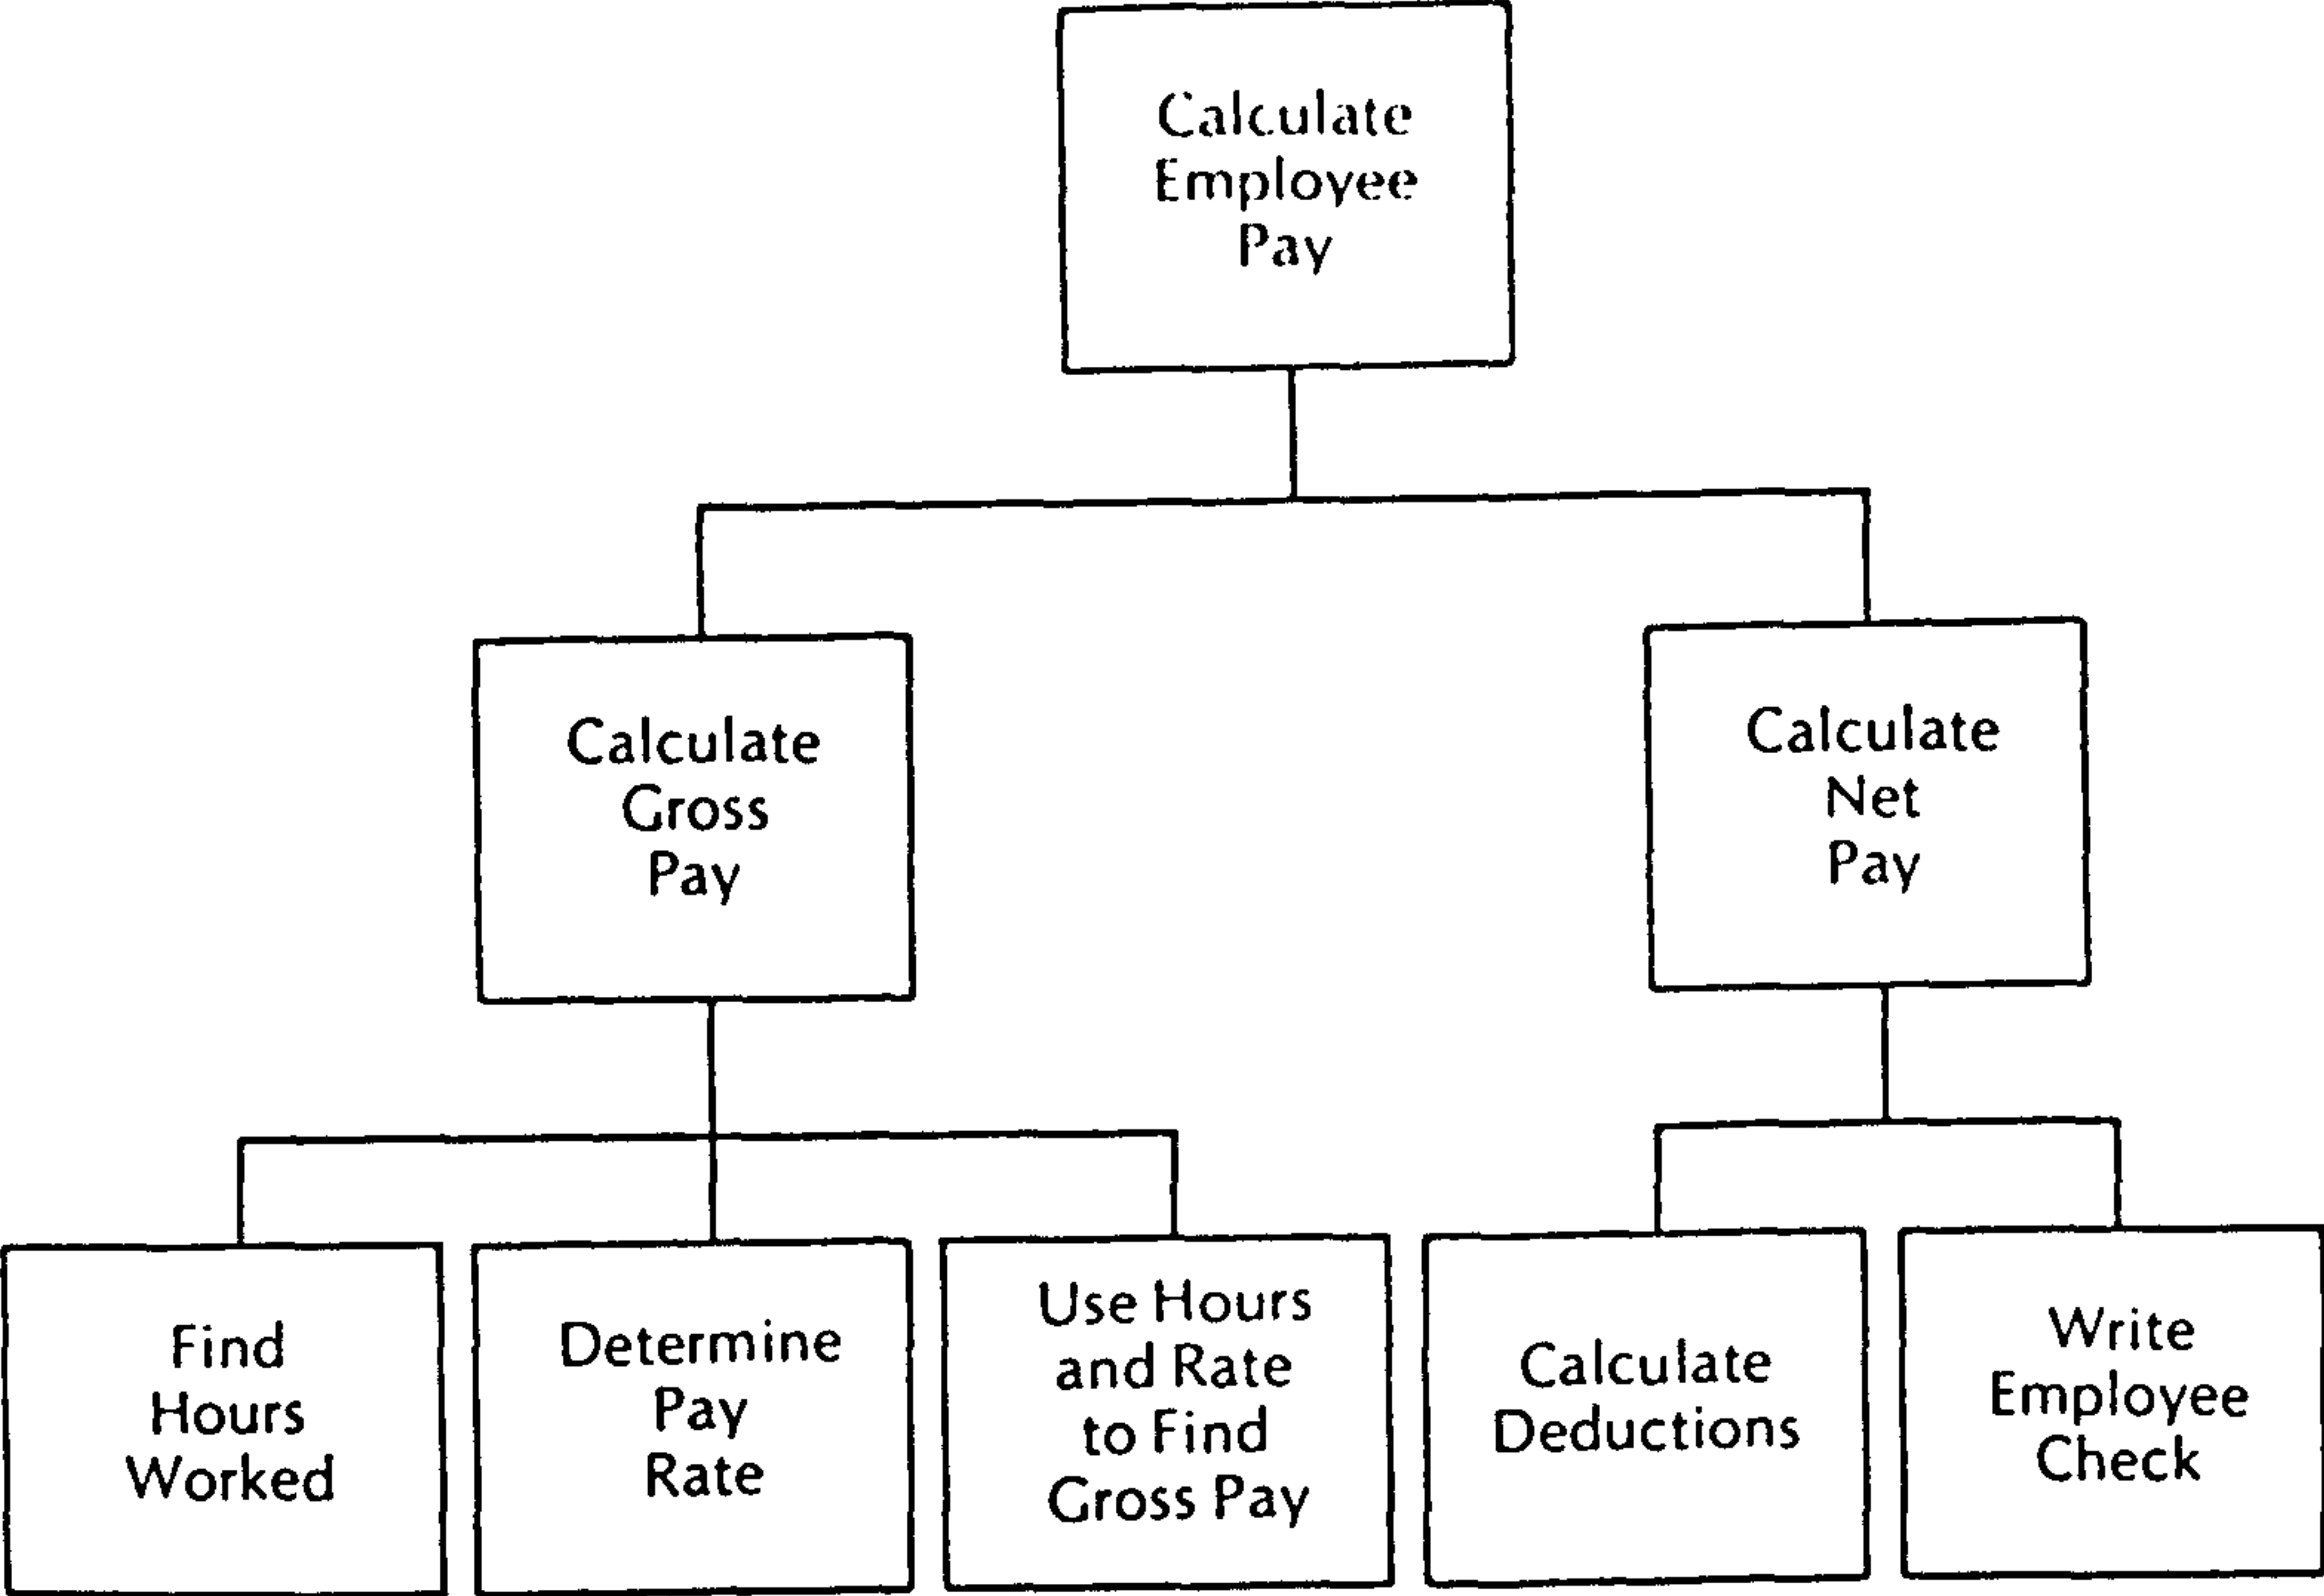 Calculate
Employee
Pay
Calculate
Gross
Pay
Calculate
Net
Pay
Find
Hours
Worked
Determine
Pay
Rate
Use Hours
and Rate
to Find
Gross Pay
Calculate
Deductions
Write
Employee
Check